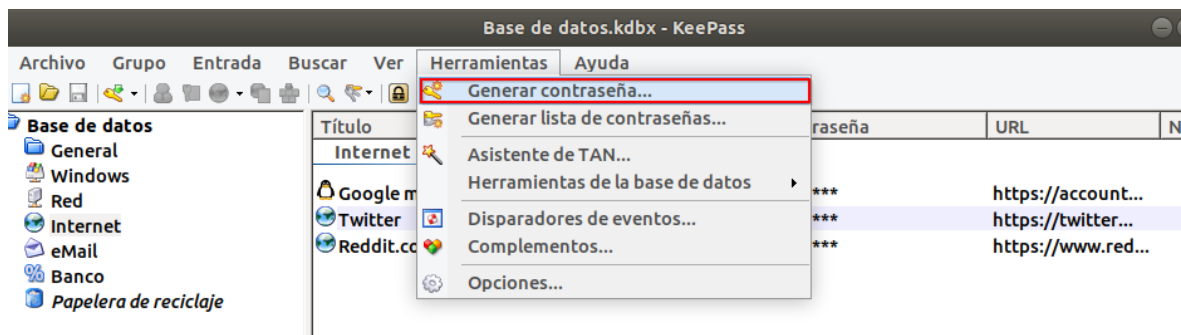 Base de datos.kdbx - KeePass
Archivo Grupo Entrada Buscar Ver Herramientas Ayuda
Generar contraseña...
Generar lista de contraseñas...
Asistente de TAN...
Herramientas de la base de datos
Disparadores de eventos...
Complementos...
Opciones...
Base de datos
General
Windows
Red
Internet
eMail
Banco
Papelera de reciclaje
Título raseña URL N
Internet
Google m *** https://account...
Twitter *** https://twitter...
Reddit.co *** https://www.red...